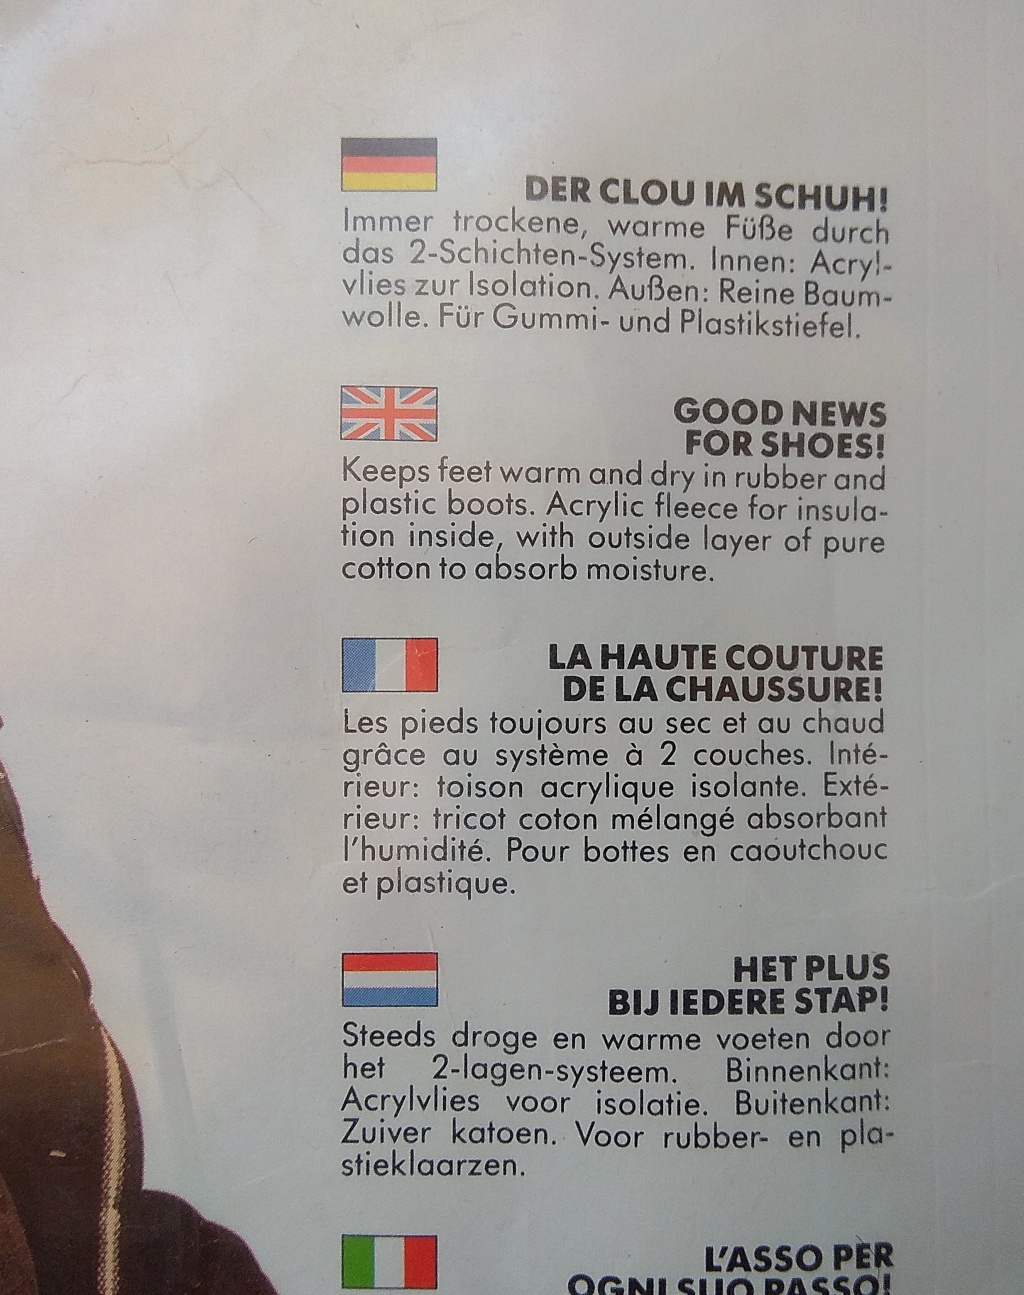 DER CLOU IM SCHUH!
Immer trockene, warme Füße durch
das 2-Schichten-System. Innen: Acryl-
vlies zur Isolation. Außen: Reine Baum-
wolle. Für Gummi- und Plastikstiefel.
GOOD NEWS
FOR SHOES!
Keeps feet warm and dry in rubber and
plastic boots. Acrylic fleece for insula-
tion inside, with outside layer of pure
cotton to absorb moisture.
LA HAUTE COUTURE
DE LA CHAUSSURE!
Les pieds toujours au sec et au chaud
grâce au système à 2 couches. Inté-
rieur: toison acrylique isolante. Exté-
rieur: tricot coton mélangé absorbant
l'humidité. Pour bottes en caoutchouc
et plastique.
HET PLUS
BIJ IEDERE STAP!
Steeds droge en warme voeten door
het 2-lagen-systeem. Binnenkant:
Acrylvlies voor isolatie. Buitenkant:
Zuiver katoen. Voor rubber- en pla-
stieklaarzen.
L'ASSO PER
OGNI SUO PASSO!